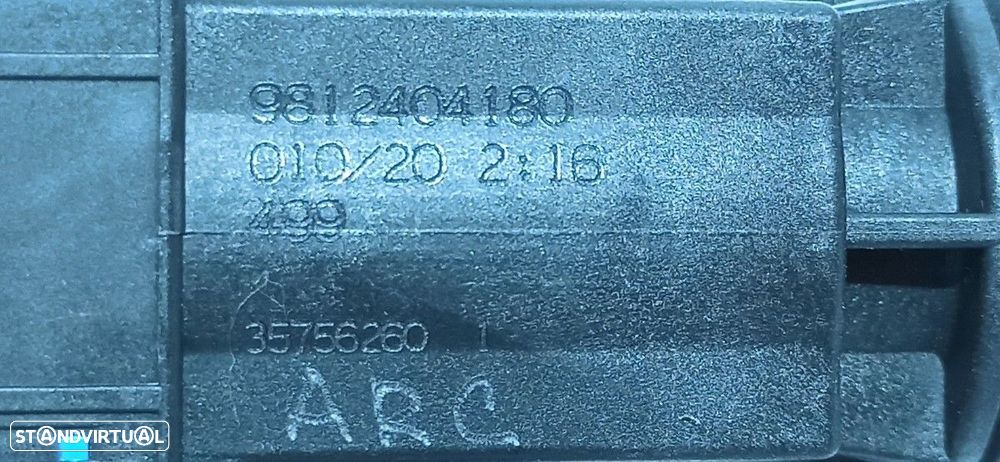 9812404180
010/20 2:16
499
35756260 1
ARC
STANDVIRTUAL